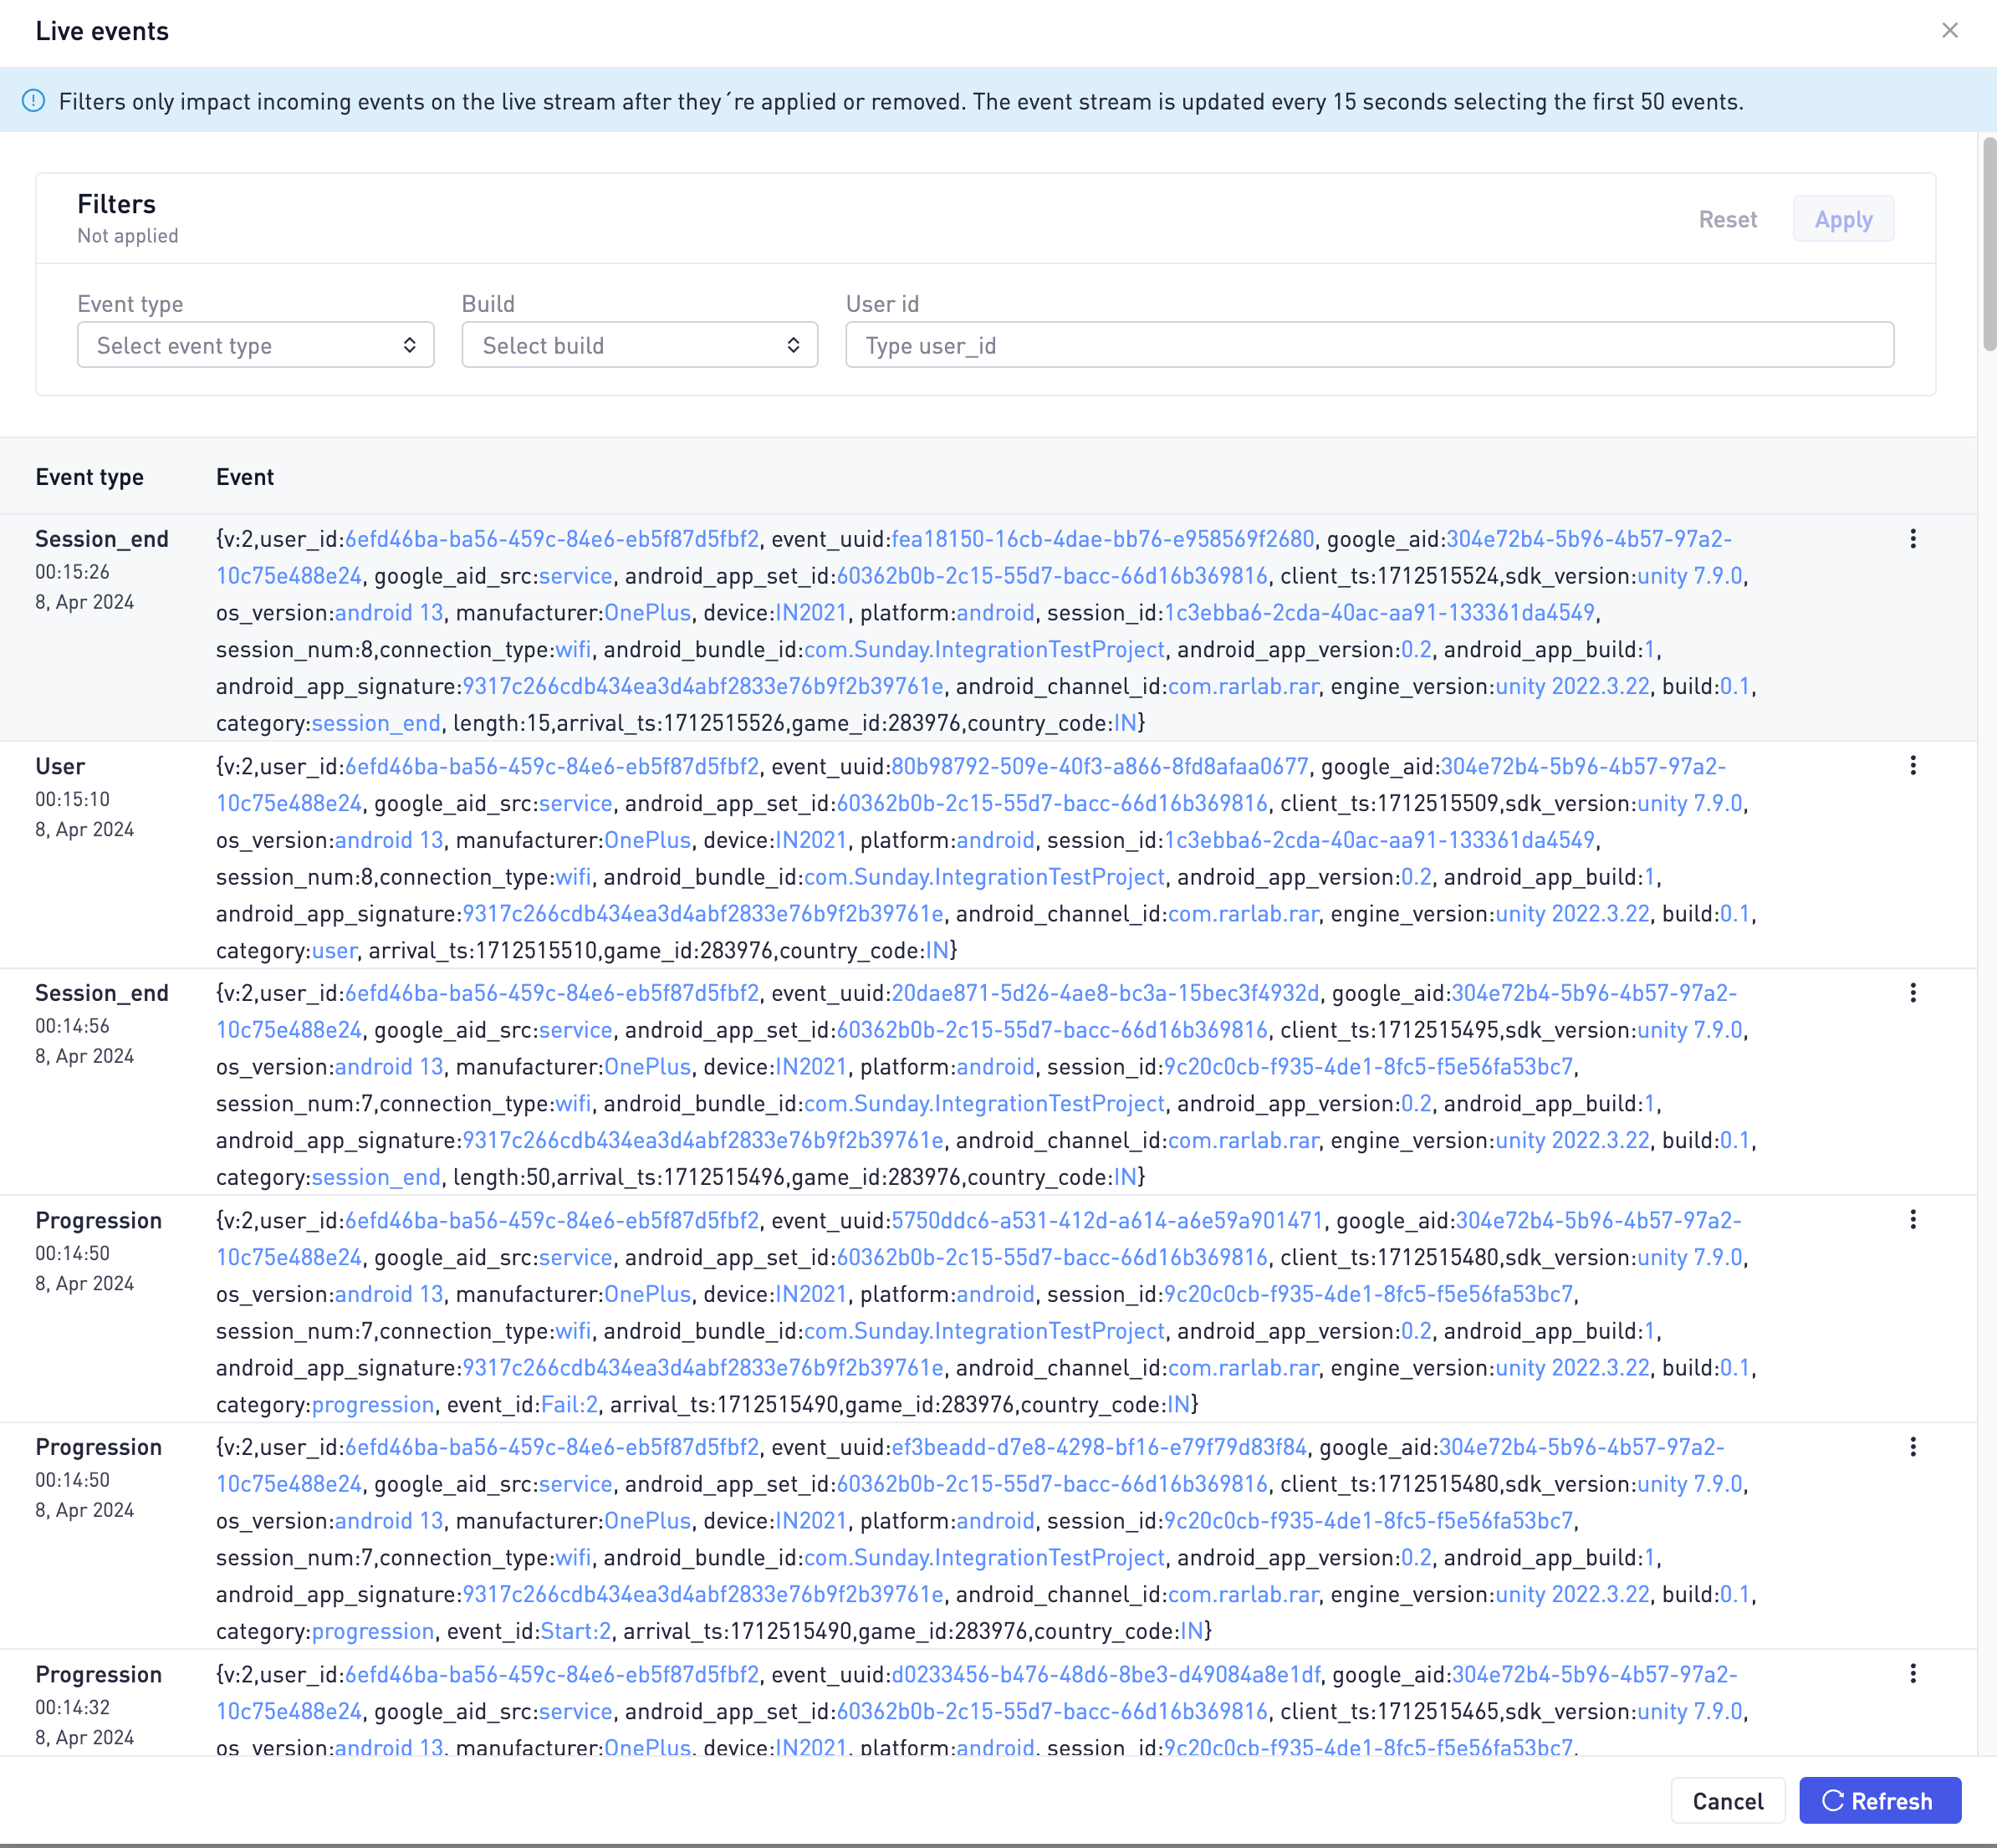 Live events
Filters only impact incoming events on the live stream after they´re applied or removed. The event stream is updated every 15 seconds selecting the first 50 events.
Filters
Not applied
Reset
Apply
Event type
Build
User id
Select event type
Select build
Type user_id
Event type
Event
Session_end
00:15:26
8, Apr 2024
{v:2,user_id:6efd46ba-ba56-459c-84e6-eb5f87d5fbf2, event_uuid:fea18150-16cb-4dae-bb76-e958569f2680, google_aid:304e72b4-5b96-4b57-97a2-
10c75e488e24, google_aid_src:service, android_app_set_id:60362b0b-2c15-55d7-bacc-66d16b369816, client_ts:1712515524,sdk_version:unity 7.9.0,
os_version:android 13, manufacturer:OnePlus, device:IN2021, platform:android, session_id:1c3ebba6-2cda-40ac-aa91-133361da4549,
session_num:8,connection_type:wifi, android_bundle_id:com.Sunday.IntegrationTestProject, android_app_version:0.2, android_app_build:1,
android_app_signature:9317c266cdb434ea3d4abf2833e76b9f2b39761e, android_channel_id:com.rarlab.rar, engine_version:unity 2022.3.22, build:0.1,
category:session_end, length:15,arrival_ts:1712515526,game_id:283976,country_code:IN}
User
00:15:10
8, Apr 2024
{v:2,user_id:6efd46ba-ba56-459c-84e6-eb5f87d5fbf2, event_uuid:80b98792-509e-40f3-a866-8fd8afaa0677, google_aid:304e72b4-5b96-4b57-97a2-
10c75e488e24, google_aid_src:service, android_app_set_id:60362b0b-2c15-55d7-bacc-66d16b369816, client_ts:1712515509,sdk_version:unity 7.9.0,
os_version:android 13, manufacturer:OnePlus, device:IN2021, platform:android, session_id:1c3ebba6-2cda-40ac-aa91-133361da4549,
session_num:8,connection_type:wifi, android_bundle_id:com.Sunday.IntegrationTestProject, android_app_version:0.2, android_app_build:1,
android_app_signature:9317c266cdb434ea3d4abf2833e76b9f2b39761e, android_channel_id:com.rarlab.rar, engine_version:unity 2022.3.22, build:0.1,
category:user, arrival_ts:1712515510,game_id:283976,country_code:IN}
Session_end
00:14:56
8, Apr 2024
{v:2,user_id:6efd46ba-ba56-459c-84e6-eb5f87d5fbf2, event_uuid:20dae871-5d26-4ae8-bc3a-15bec3f4932d, google_aid:304e72b4-5b96-4b57-97a2-
10c75e488e24, google_aid_src:service, android_app_set_id:60362b0b-2c15-55d7-bacc-66d16b369816, client_ts:1712515495,sdk_version:unity 7.9.0,
os_version:android 13, manufacturer:OnePlus, device:IN2021, platform:android, session_id:9c20c0cb-f935-4de1-8fc5-f5e56fa53bc7,
session_num:7,connection_type:wifi, android_bundle_id:com.Sunday.IntegrationTestProject, android_app_version:0.2, android_app_build:1,
android_app_signature:9317c266cdb434ea3d4abf2833e76b9f2b39761e, android_channel_id:com.rarlab.rar, engine_version:unity 2022.3.22, build:0.1,
category:session_end, length:50,arrival_ts:1712515496,game_id:283976,country_code:IN}
Progression
00:14:50
8, Apr 2024
{v:2,user_id:6efd46ba-ba56-459c-84e6-eb5f87d5fbf2, event_uuid:5750ddc6-a531-412d-a614-a6e59a901471, google_aid:304e72b4-5b96-4b57-97a2-
10c75e488e24, google_aid_src:service, android_app_set_id:60362b0b-2c15-55d7-bacc-66d16b369816, client_ts:1712515480,sdk_version:unity 7.9.0,
os_version:android 13, manufacturer:OnePlus, device:IN2021, platform:android, session_id:9c20c0cb-f935-4de1-8fc5-f5e56fa53bc7,
session_num:7,connection_type:wifi, android_bundle_id:com.Sunday.IntegrationTestProject, android_app_version:0.2, android_app_build:1,
android_app_signature:9317c266cdb434ea3d4abf2833e76b9f2b39761e, android_channel_id:com.rarlab.rar, engine_version:unity 2022.3.22, build:0.1,
category:progression, event_id:Fail:2, arrival_ts:1712515490,game_id:283976,country_code:IN}
Progression
00:14:50
8, Apr 2024
{v:2,user_id:6efd46ba-ba56-459c-84e6-eb5f87d5fbf2, event_uuid:ef3beadd-d7e8-4298-bf16-e79f79d83f84, google_aid:304e72b4-5b96-4b57-97a2-
10c75e488e24, google_aid_src:service, android_app_set_id:60362b0b-2c15-55d7-bacc-66d16b369816, client_ts:1712515480,sdk_version:unity 7.9.0,
os_version:android 13, manufacturer:OnePlus, device:IN2021, platform:android, session_id:9c20c0cb-f935-4de1-8fc5-f5e56fa53bc7,
session_num:7,connection_type:wifi, android_bundle_id:com.Sunday.IntegrationTestProject, android_app_version:0.2, android_app_build:1,
android_app_signature:9317c266cdb434ea3d4abf2833e76b9f2b39761e, android_channel_id:com.rarlab.rar, engine_version:unity 2022.3.22, build:0.1,
category:progression, event_id:Start:2, arrival_ts:1712515490,game_id:283976,country_code:IN}
Progression
00:14:32
8, Apr 2024
{v:2,user_id:6efd46ba-ba56-459c-84e6-eb5f87d5fbf2, event_uuid:d0233456-b476-48d6-8be3-d49084a8e1df, google_aid:304e72b4-5b96-4b57-97a2-
10c75e488e24, google_aid_src:service, android_app_set_id:60362b0b-2c15-55d7-bacc-66d16b369816, client_ts:1712515465,sdk_version:unity 7.9.0,
os_version:android 13, manufacturer:OnePlus, device:IN2021, platform:android, session_id:9c20c0cb-f935-4de1-8fc5-f5e56fa53bc7,
Cancel
Refresh